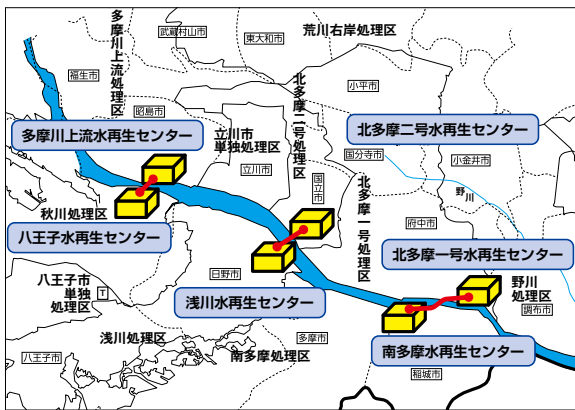 多摩川上流処理区
武蔵村山市
東大和市
荒川右岸処理区
福生市
昭島市
北多摩二号処理区
小平市
多摩川上流水再生センター
立川市
単独処理区
北多摩二号水再生センター
立川市
国立市
国分寺市
小金井市
野川
北多摩一号処理区
秋川処理区
府中市
八王子水再生センター
北多摩一号水再生センター
日野市
八王子市
単独
処理区
T
浅川水再生センター
野川
処理区
調布市
浅川処理区
多摩市
南多摩処理区
南多摩水再生センター
八王子市
稲城市